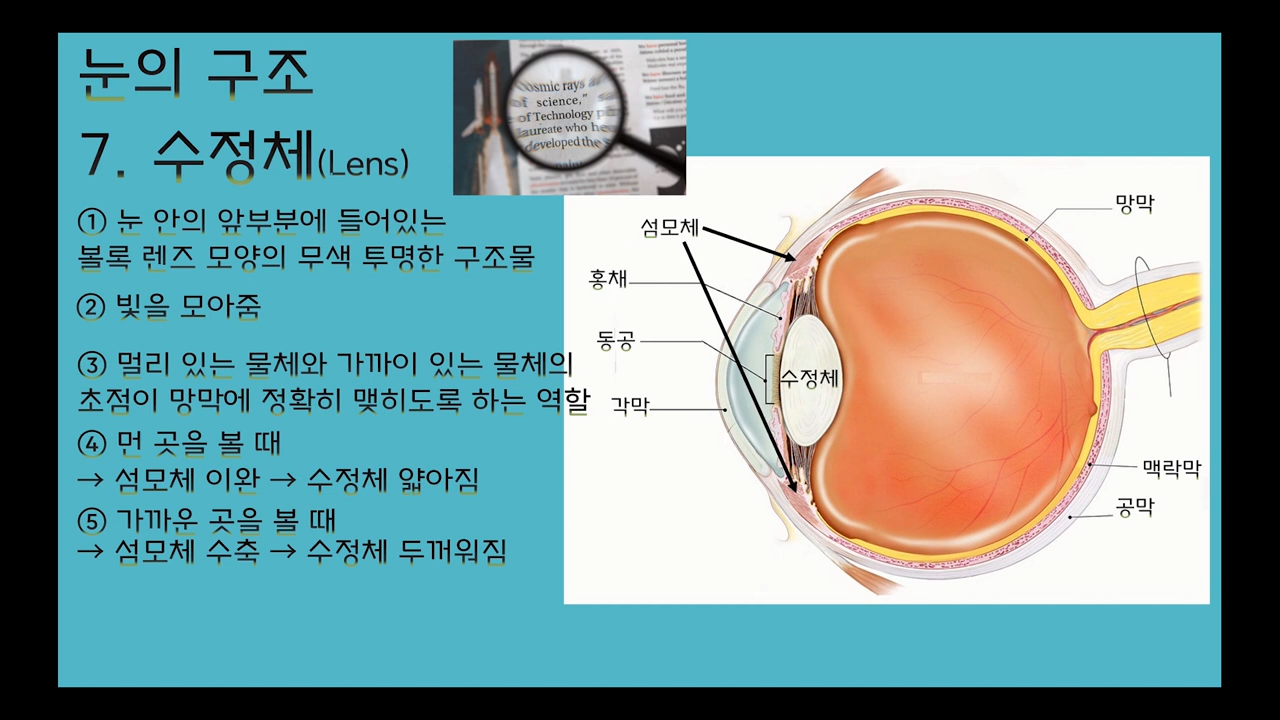 눈의 구조
7. 수정체(Lens)
① 눈 안의 앞부분에 들어있는
볼록 렌즈 모양의 무색 투명한 구조물
② 빛을 모아줌
③ 멀리 있는 물체와 가까이 있는 물체의
초점이 망막에 정확히 맺히도록 하는 역할
④ 먼 곳을 볼 때
→ 섬모체 이완 → 수정체 얇아짐
⑤ 가까운 곳을 볼 때
→ 섬모체 수축 → 수정체 두꺼워짐
osmic rays
of science,"
of Technology
laureate who he
developed the
섬모체
홍채
동공
수정체
각막
망막
맥락막
공막